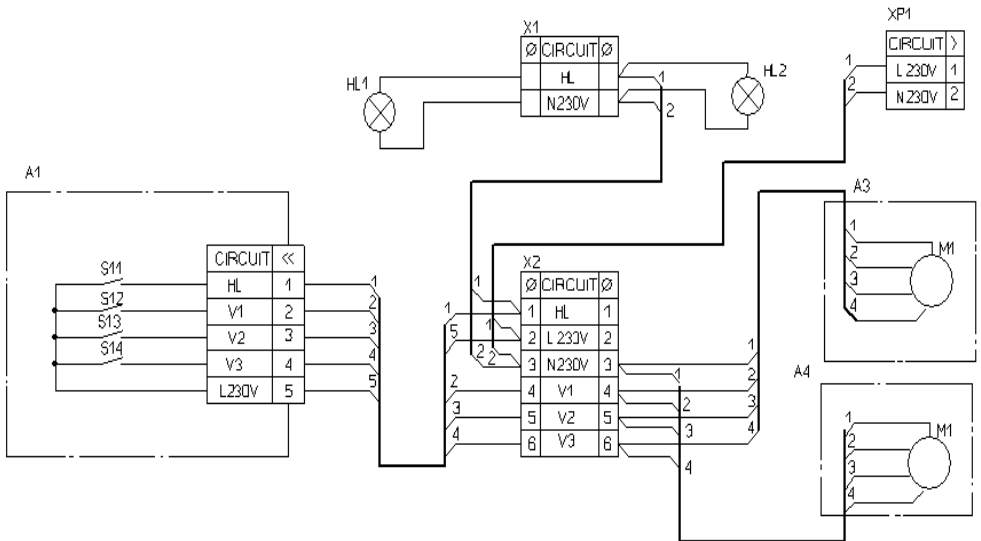 XP1
CIRCUIT >
L 230V 1
N 230V 2
1
2
X1
Ø CIRCUIT Ø
HL
N230V
1
2
HL1
HL2
A1
S11
S12
S13
S14
CIRCUIT <<
HL 1
V1 2
V2 3
V3 4
L230V 5
1
2
3
4
5
1
5
2
3
4
1
1
2
2
X2
Ø CIRCUIT Ø
1 HL 1
2 L 230V 2
3 N230V 3
4 V1 4
5 V2 5
6 V3 6
1
2
3
4
1
2
3
4
A3
1
2
3
4
M1
A4
1
2
3
4
M1